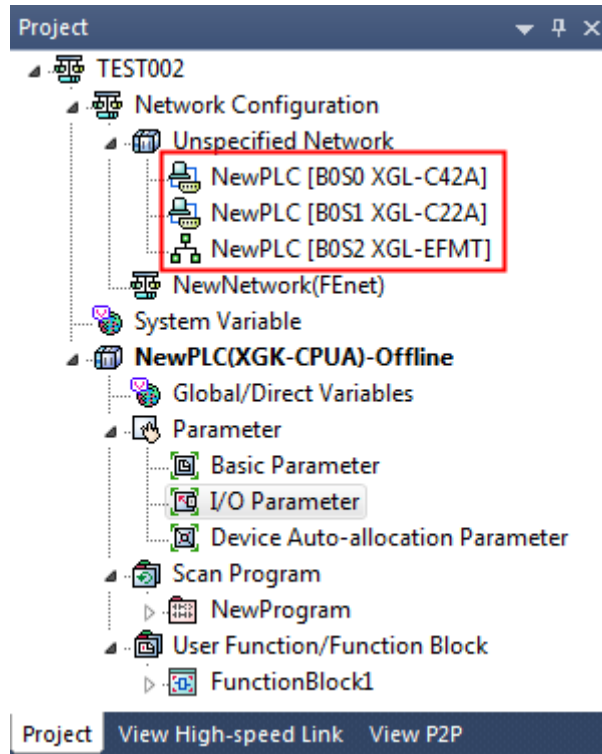 Project
TEST002
Network Configuration
Unspecified Network
NewPLC [B0S0 XGL-C42A]
NewPLC [B0S1 XGL-C22A]
NewPLC [B0S2 XGL-EFMT]
NewNetwork(FEnet)
System Variable
NewPLC(XGK-CPUA)-Offline
Global/Direct Variables
Parameter
Basic Parameter
I/O Parameter
Device Auto-allocation Parameter
Scan Program
NewProgram
User Function/Function Block
FunctionBlock1
Project View High-speed Link View P2P